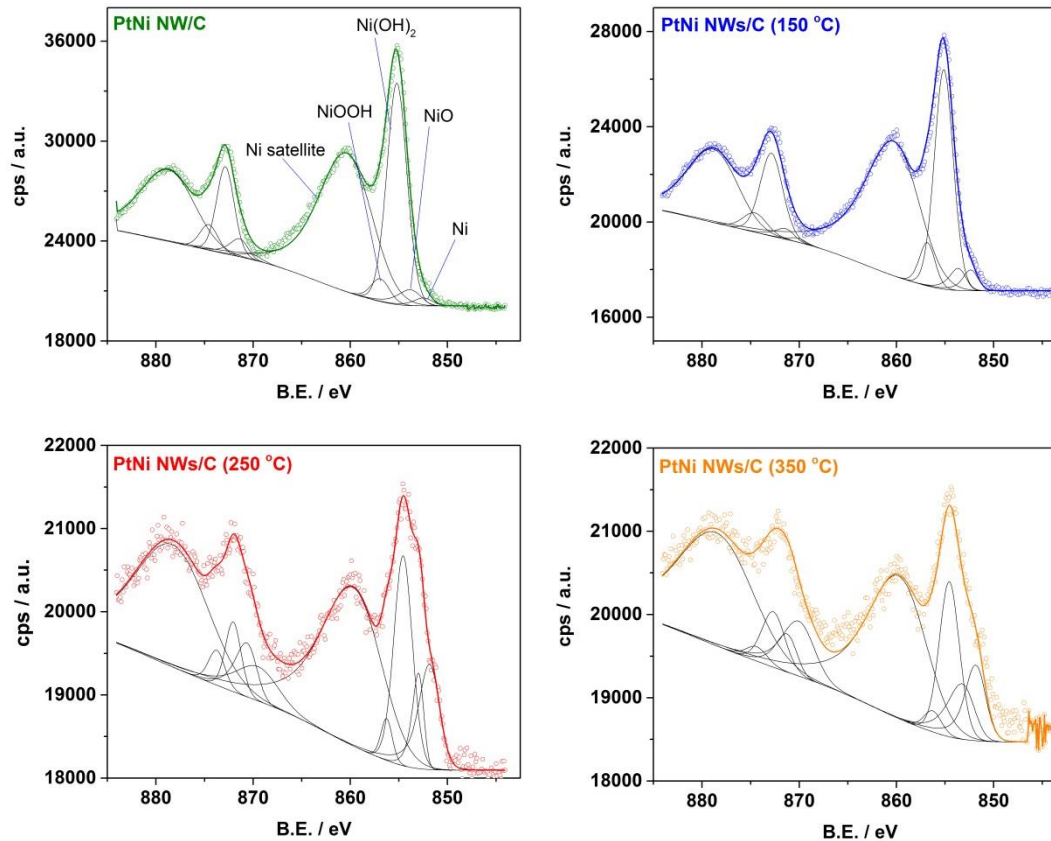 PtNi NW/C
Ni(OH)2
NiOOH
NiO
Ni satellite
Ni
36000
30000
24000
18000
cps / a.u.
880
870
860
850
B.E. / eV
PtNi NWs/C (150 °C)
28000
24000
20000
16000
cps / a.u.
880
870
860
850
B.E. / eV
PtNi NWs/C (250 °C)
22000
21000
20000
19000
18000
cps / a.u.
880
870
860
850
B.E. / eV
PtNi NWs/C (350 °C)
22000
21000
20000
19000
18000
cps / a.u.
880
870
860
850
B.E. / eV